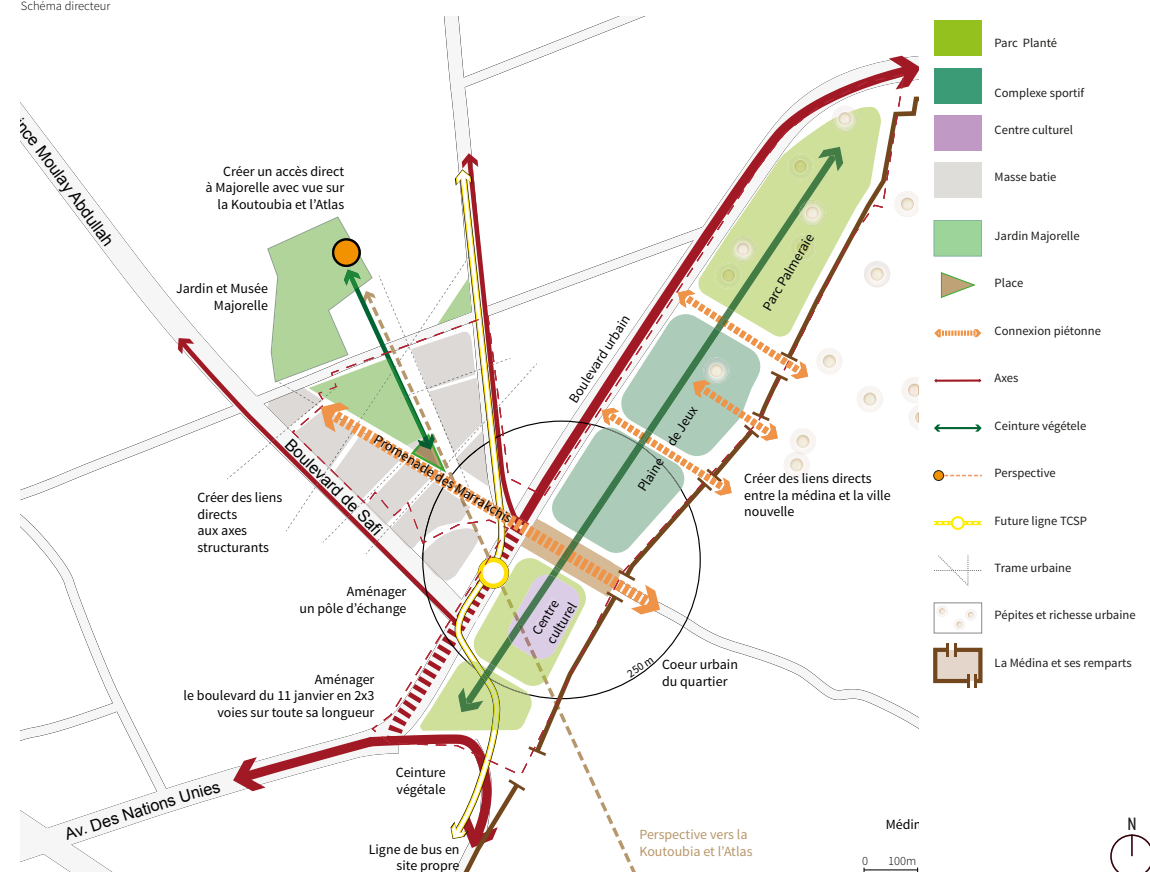 Schéma directeur
Parc Planté
Complexe sportif
Centre culturel
Masse batie
Jardin Majorelle
Place
Connexion piétonne
Axes
Ceinture végétele
Perspective
Future ligne TCSP
Trame urbaine
Pépites et richesse urbaine
La Médina et ses remparts
ince Moulay Abdullah
Créer un accès direct
à Majorelle avec vue sur
la Koutoubia et l'Atlas
Jardin et Musée
Majorelle
Boulevard urbain
Parc Palmeraie
Plaine de Jeux
Promenade des Marrakchis
Boulevard de Safi
Créer des liens
directs
aux axes
structurants
Créer des liens directs
entre la médina et la ville
nouvelle
Aménager
un pôle d'échange
Centre
culturel
250 m
Coeur urbain
du quartier
Aménager
le boulevard du 11 janvier en 2x3
voies sur toute sa longueur
Ceinture
végétale
Av. Des Nations Unies
Ligne de bus en
site propre
Perspective vers la
Koutoubia et l'Atlas
Médin
0 100m
N